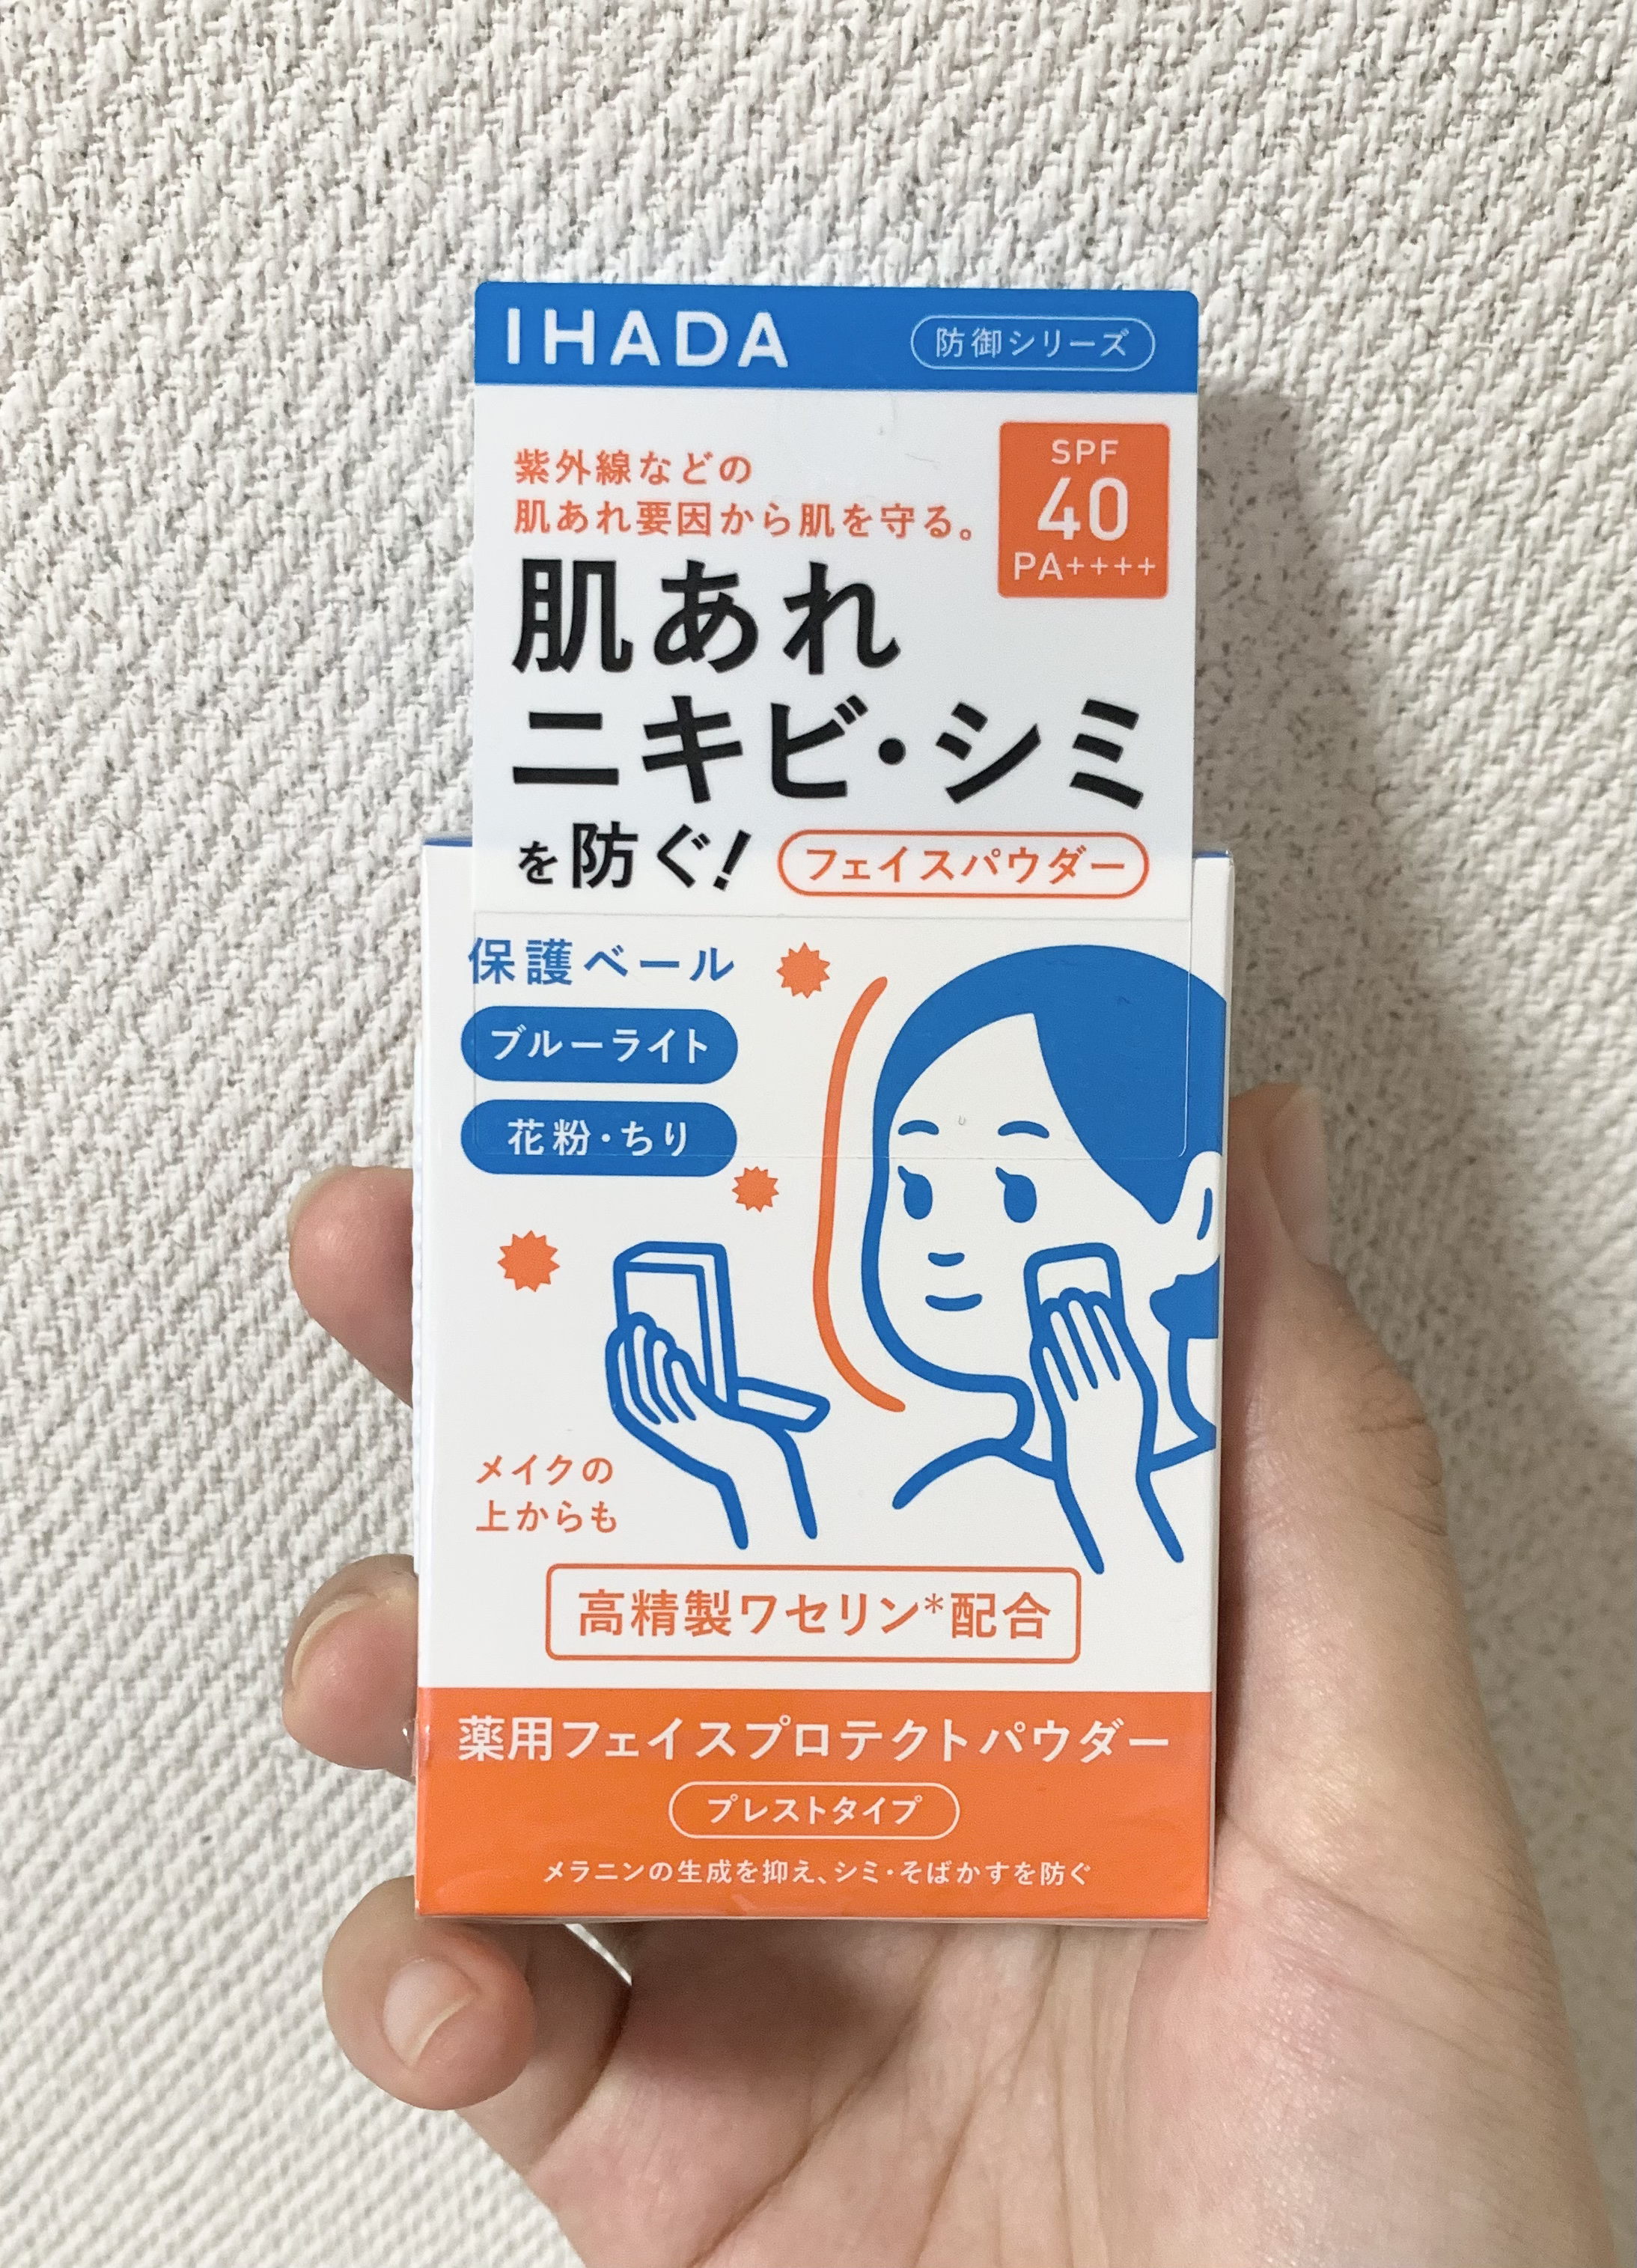 IHADA 防御シリーズ
紫外線などの
肌あれ要因から肌を守る。
SPF
40
PA++++
肌あれ
ニキビ・シミ
を防ぐ! フェイスパウダー
保護ベール
ブルーライト
花粉・ちり
メイクの
上からも
高精製ワセリン*配合
薬用フェイスプロテクトパウダー
プレストタイプ
メラニンの生成を抑え、シミ・そばかすを防ぐ